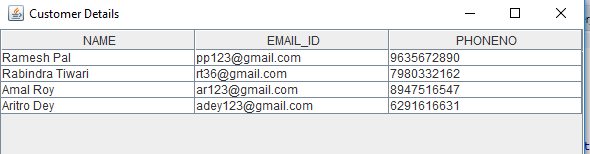 Customer Details
NAME EMAIL_ID PHONENO
Ramesh Pal pp123@gmail.com 9635672890
Rabindra Tiwari rt36@gmail.com 7980332162
Amal Roy ar123@gmail.com 8947516547
Aritro Dey adey123@gmail.com 6291616631